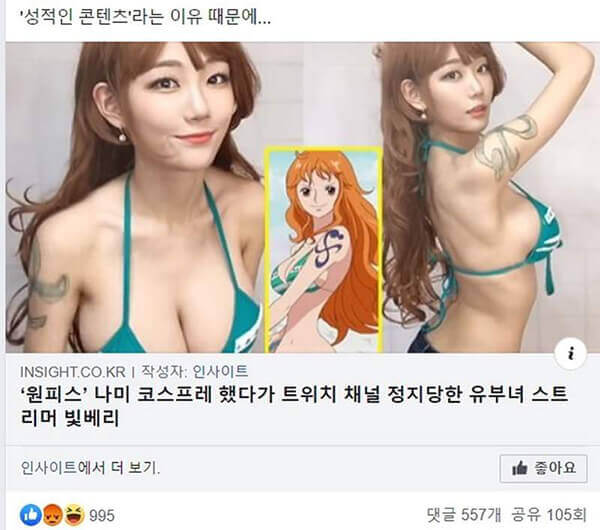 '성적인 콘텐츠'라는 이유 때문에...
INSIGHT.CO.KR | 작성자: 인사이트
‘원피스’ 나미 코스프레 했다가 트위치 채널 정지당한 유부녀 스트
리머 빛베리
인사이트에서 더 보기.
좋아요
995
댓글 557개 공유 105회